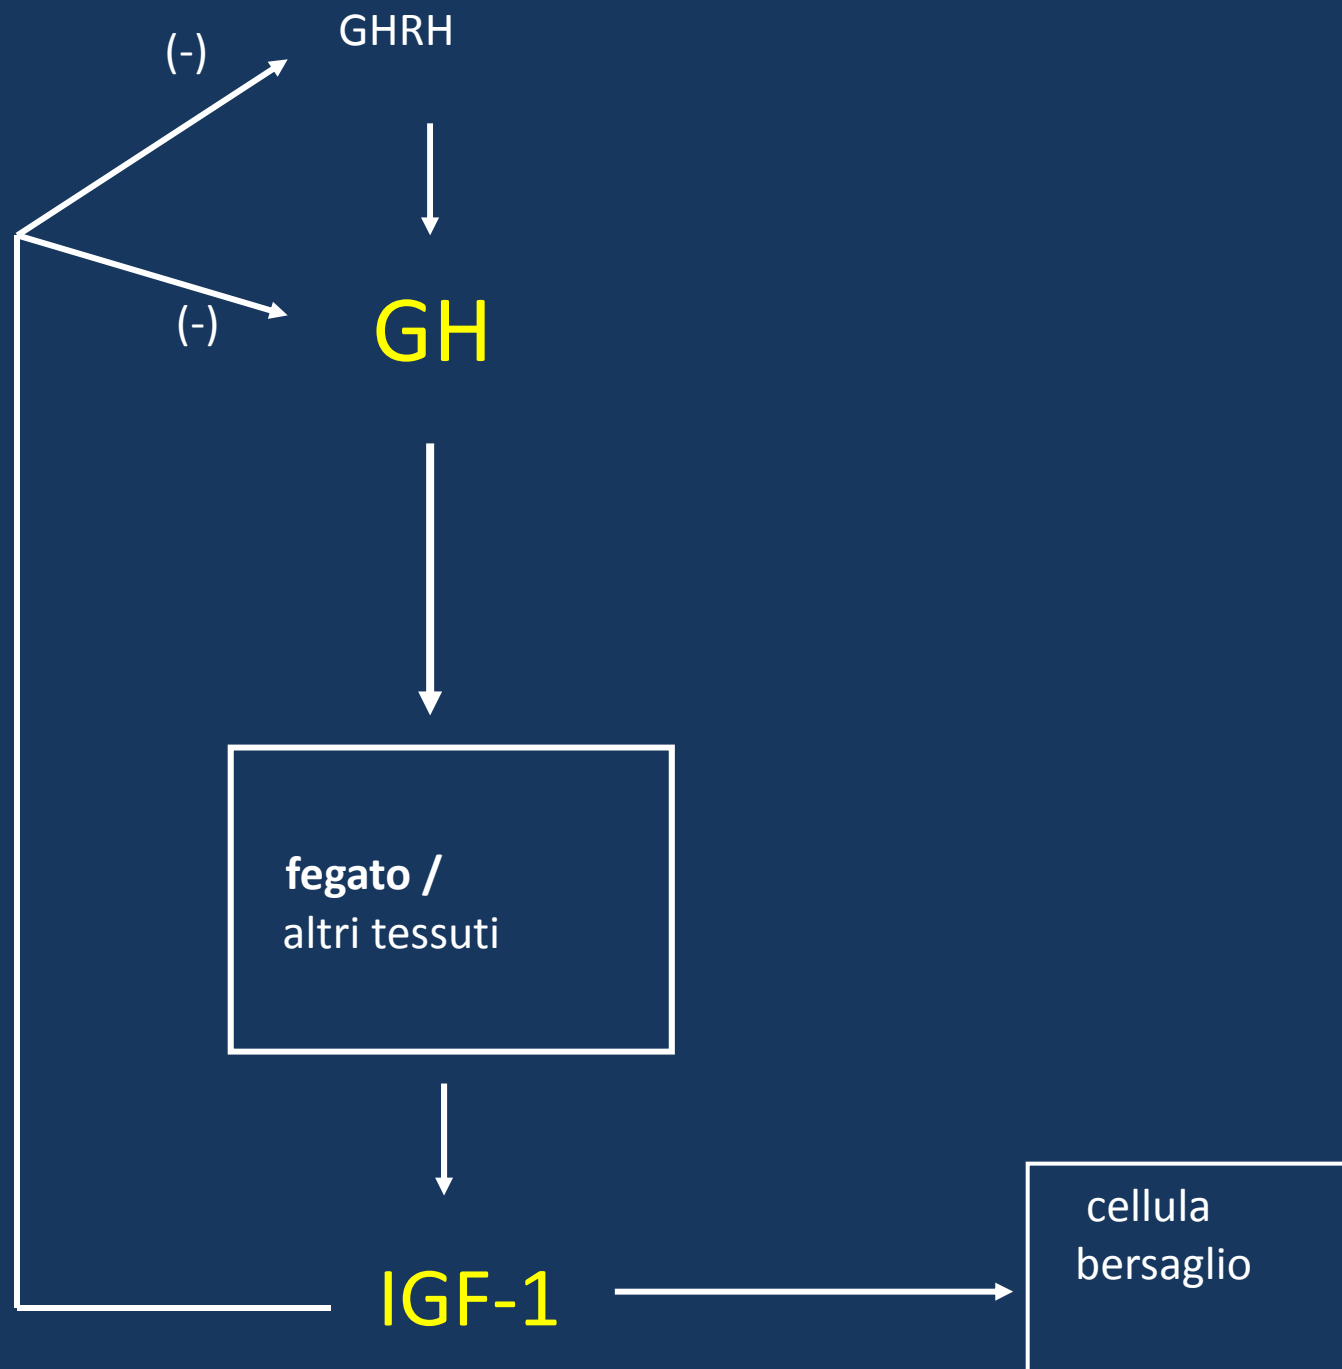 GHRH
(-)
GH
(-)
fegato /
altri tessuti
cellula
bersaglio
IGF-1